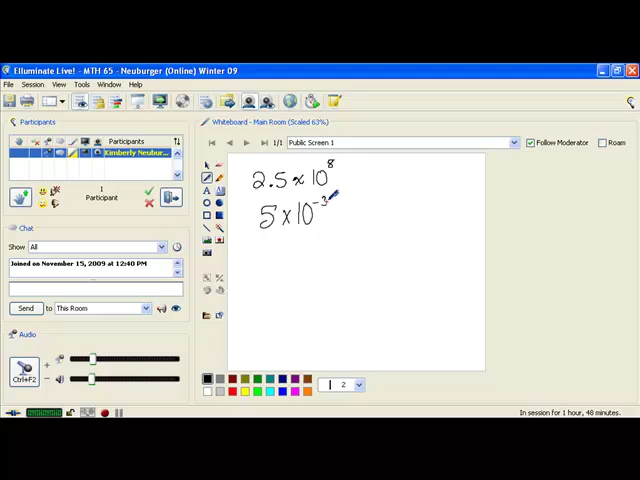 Elluminate Live! - MTH 65 - Neuburger (Online) Winter 09
File Session View Tools Window Help
Participants
Participants
Kimberly Neubur...
1
Participant
Chat
Show All
Joined on November 15, 2009 at 12:40 PM
Send to This Room
Audio
Ctrl+F2
Whiteboard - Main Room (Scaled 63%)
1/1 Public Screen 1 Follow Moderator Roam
2.5 × 10⁸
5 × 10⁻³
2
In session for 1 hour, 48 minutes.